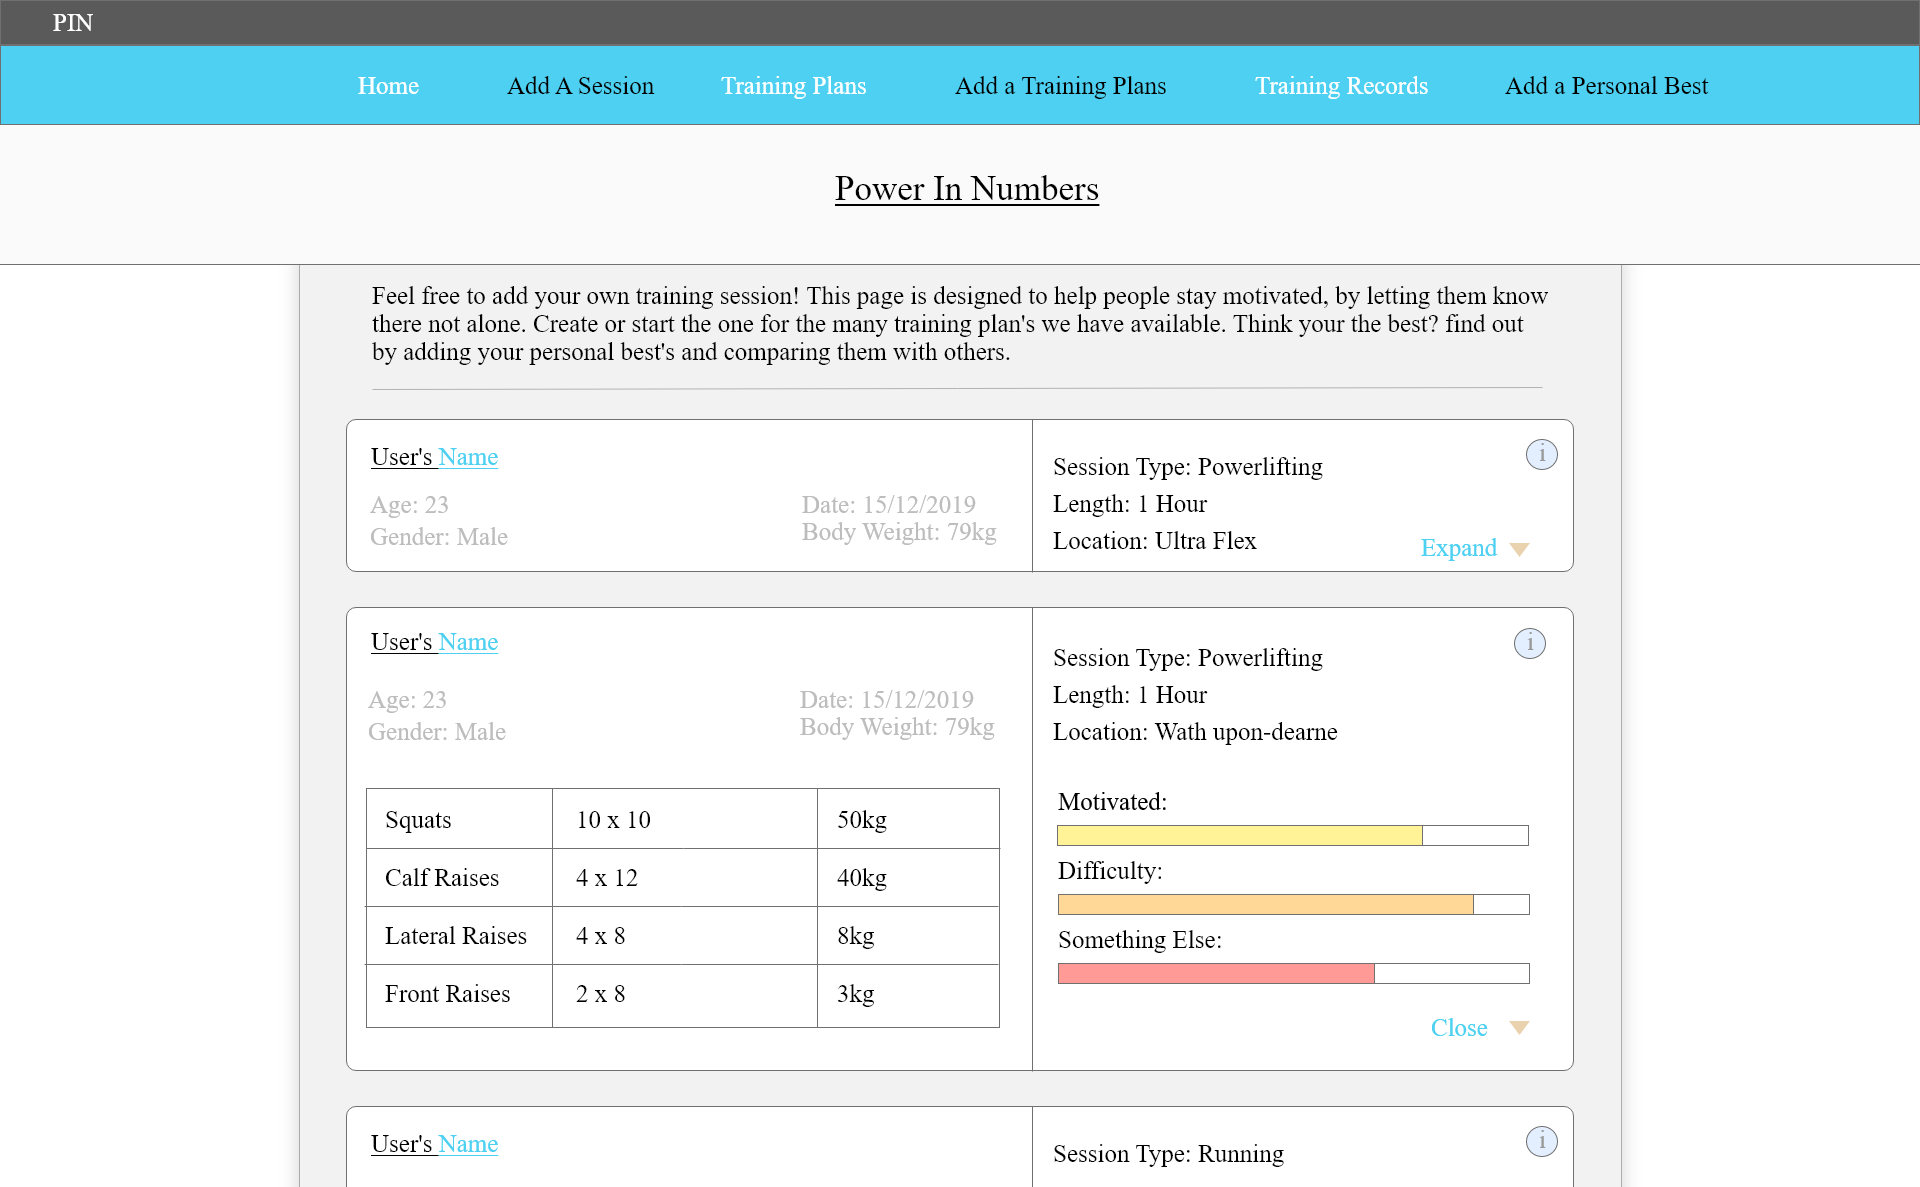 PIN
Home Add A Session Training Plans Add a Training Plans Training Records Add a Personal Best
Power In Numbers
Feel free to add your own training session! This page is designed to help people stay motivated, by letting them know
there not alone. Create or start the one for the many training plan's we have available. Think your the best? find out
by adding your personal best's and comparing them with others.
User's Name
Age: 23
Gender: Male
Date: 15/12/2019
Body Weight: 79kg
i
Session Type: Powerlifting
Length: 1 Hour
Location: Ultra Flex
Expand
User's Name
Age: 23
Gender: Male
Date: 15/12/2019
Body Weight: 79kg
Squats 10 x 10 50kg
Calf Raises 4 x 12 40kg
Lateral Raises 4 x 8 8kg
Front Raises 2 x 8 3kg
i
Session Type: Powerlifting
Length: 1 Hour
Location: Wath upon-dearne
Motivated:
Difficulty:
Something Else:
Close
User's Name
i
Session Type: Running